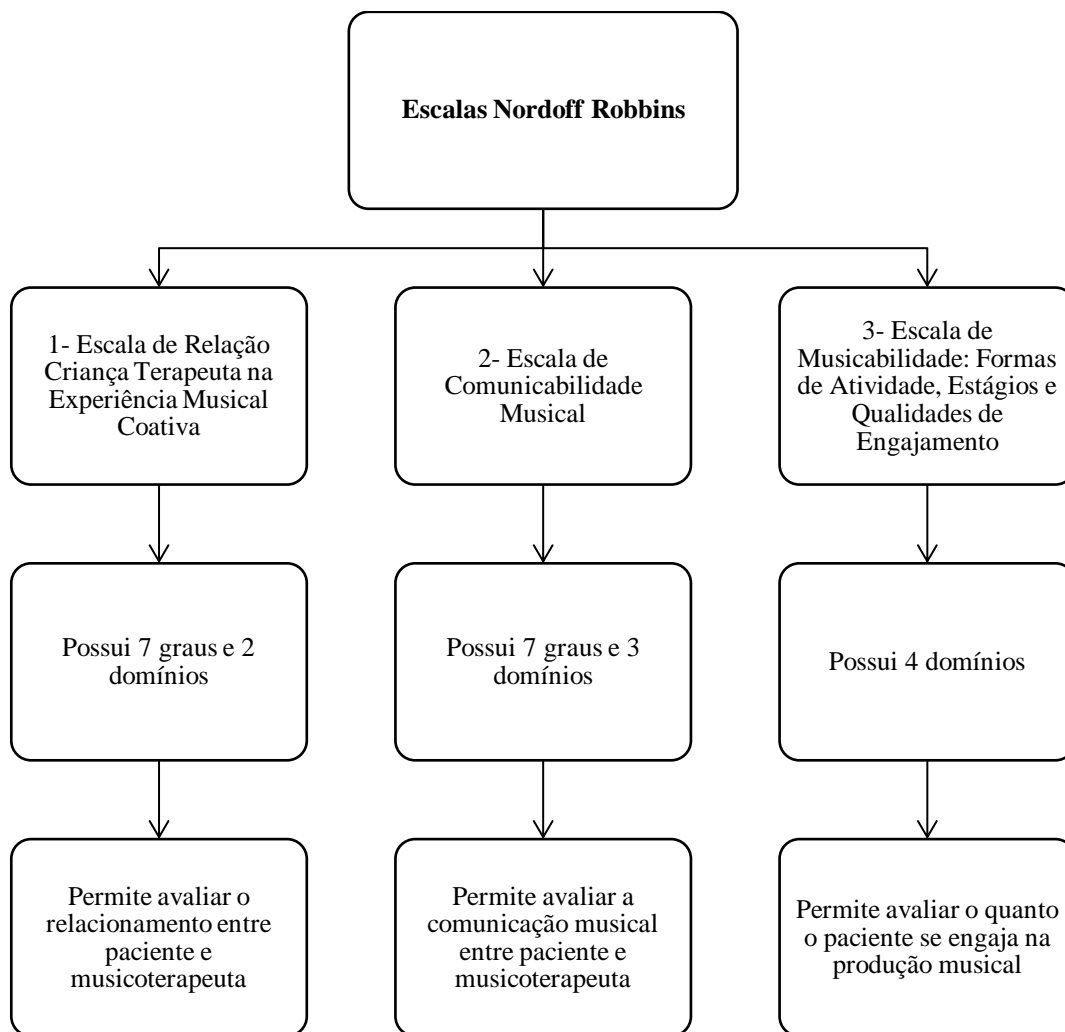 Escalas Nordoff Robbins
1- Escala de Relação
Criança Terapeuta na
Experiência Musical
Coativa
2- Escala de
Comunicabilidade
Musical
3- Escala de
Musicabilidade: Formas
de Atividade, Estágios e
Qualidades de
Engajamento
Possui 7 graus e 2
domínios
Possui 7 graus e 3
domínios
Possui 4 domínios
Permite avaliar o
relacionamento entre
paciente e
musicoterapeuta
Permite avaliar a
comunicação musical
entre paciente e
musicoterapeuta
Permite avaliar o quanto
o paciente se engaja na
produção musical